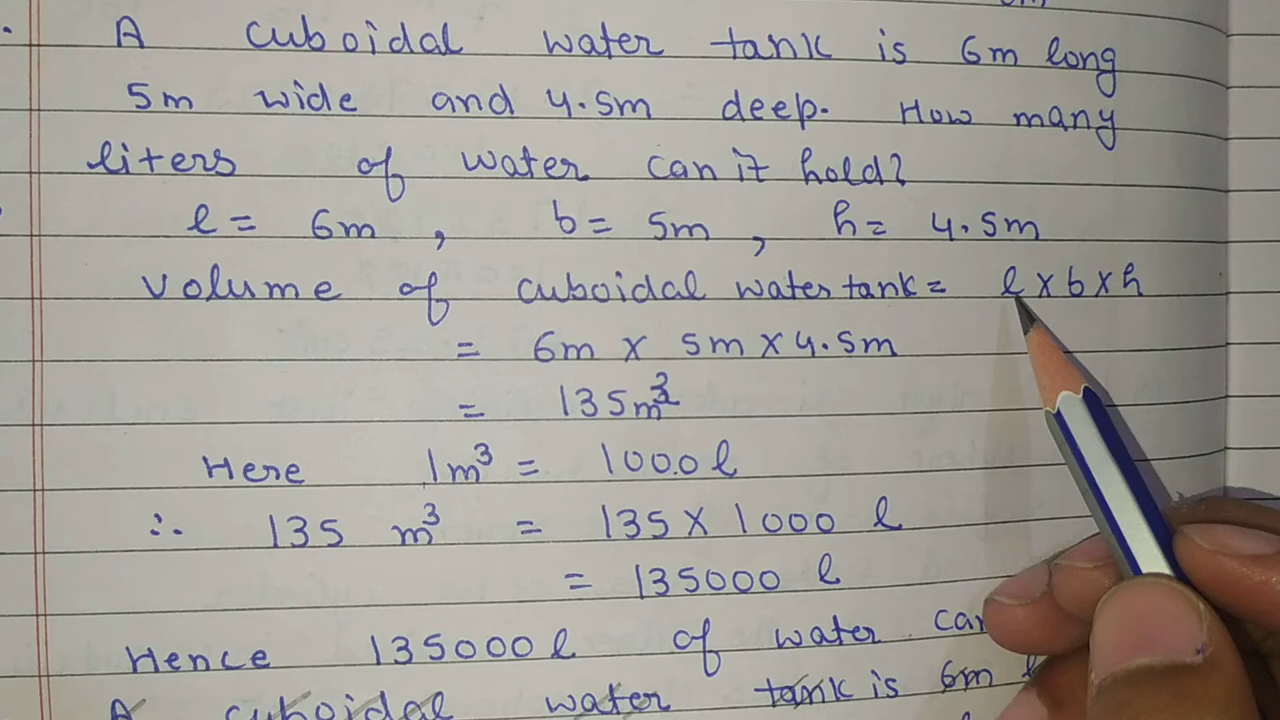 A cuboidal water tank is 6m long
5m wide and 4.5m deep. How many
liters of water can it hold?
l = 6m , b = 5m , h = 4.5m
Volume of cuboidal water tank = l × b × h
= 6m × 5m × 4.5m
= 135m³
Here 1m³ = 1000 l
∴ 135 m³ = 135 × 1000 l
= 135000 l
Hence 135000 l of water can
A cuboidal water tank is 6m